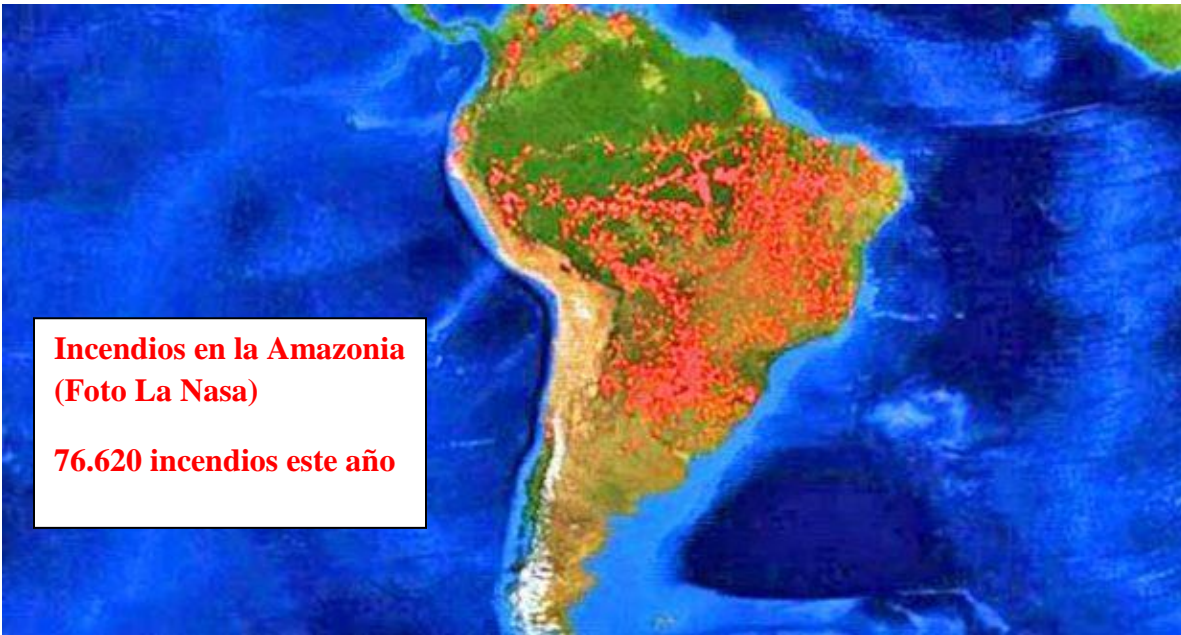 Incendios en la Amazonia
(Foto La Nasa)
76.620 incendios este año